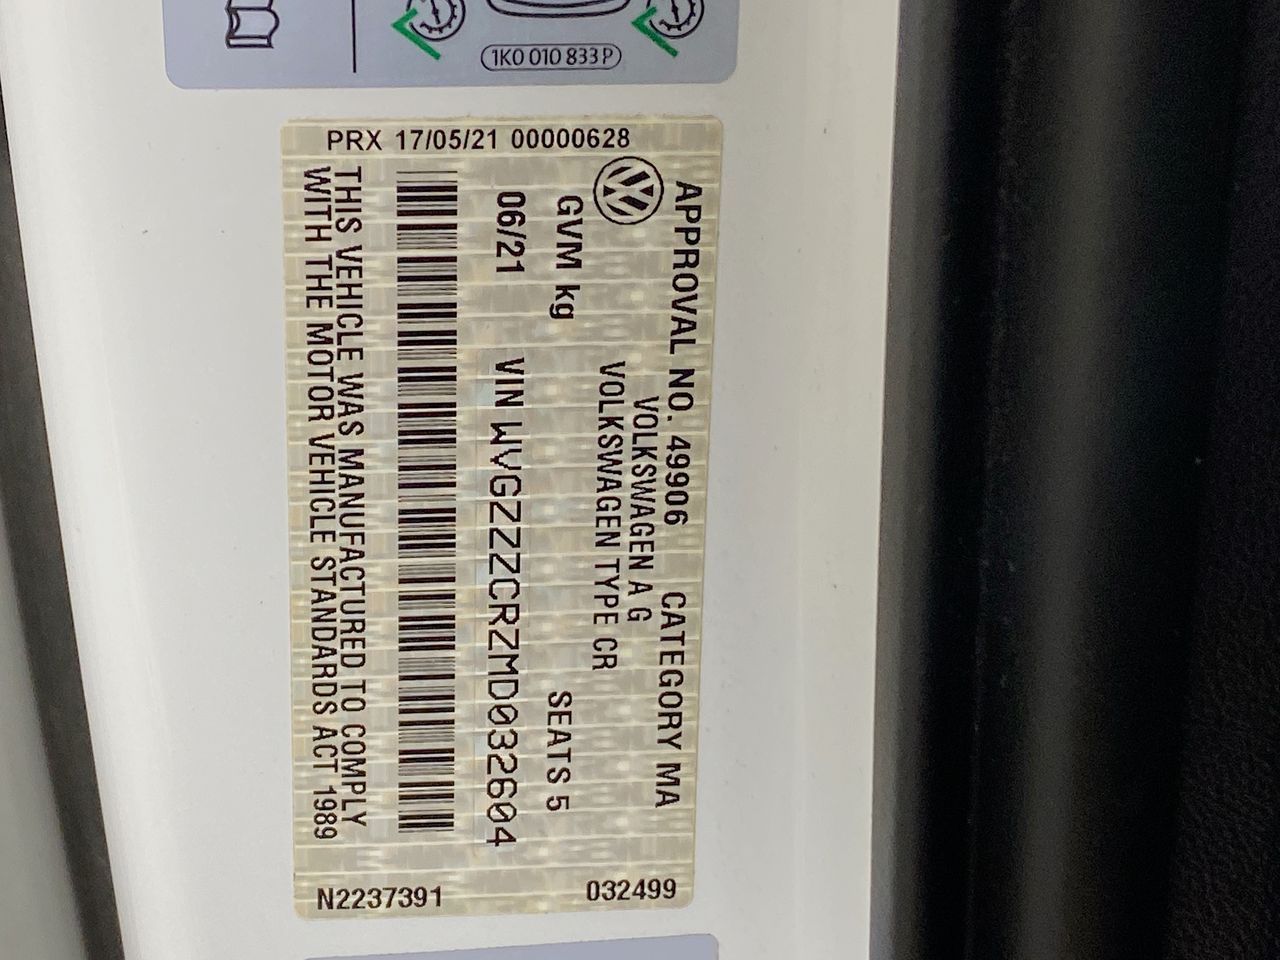 1K0 010 833 P
PRX 17/05/21 00000628
APPROVAL NO. 49906 CATEGORY MA
VOLKSWAGEN A G
VOLKSWAGEN TYPE CR
GVM kg SEATS 5
06/21 VIN WVGZZZCRZMD032604
THIS VEHICLE WAS MANUFACTURED TO COMPLY
WITH THE MOTOR VEHICLE STANDARDS ACT 1989
N2237391 032499